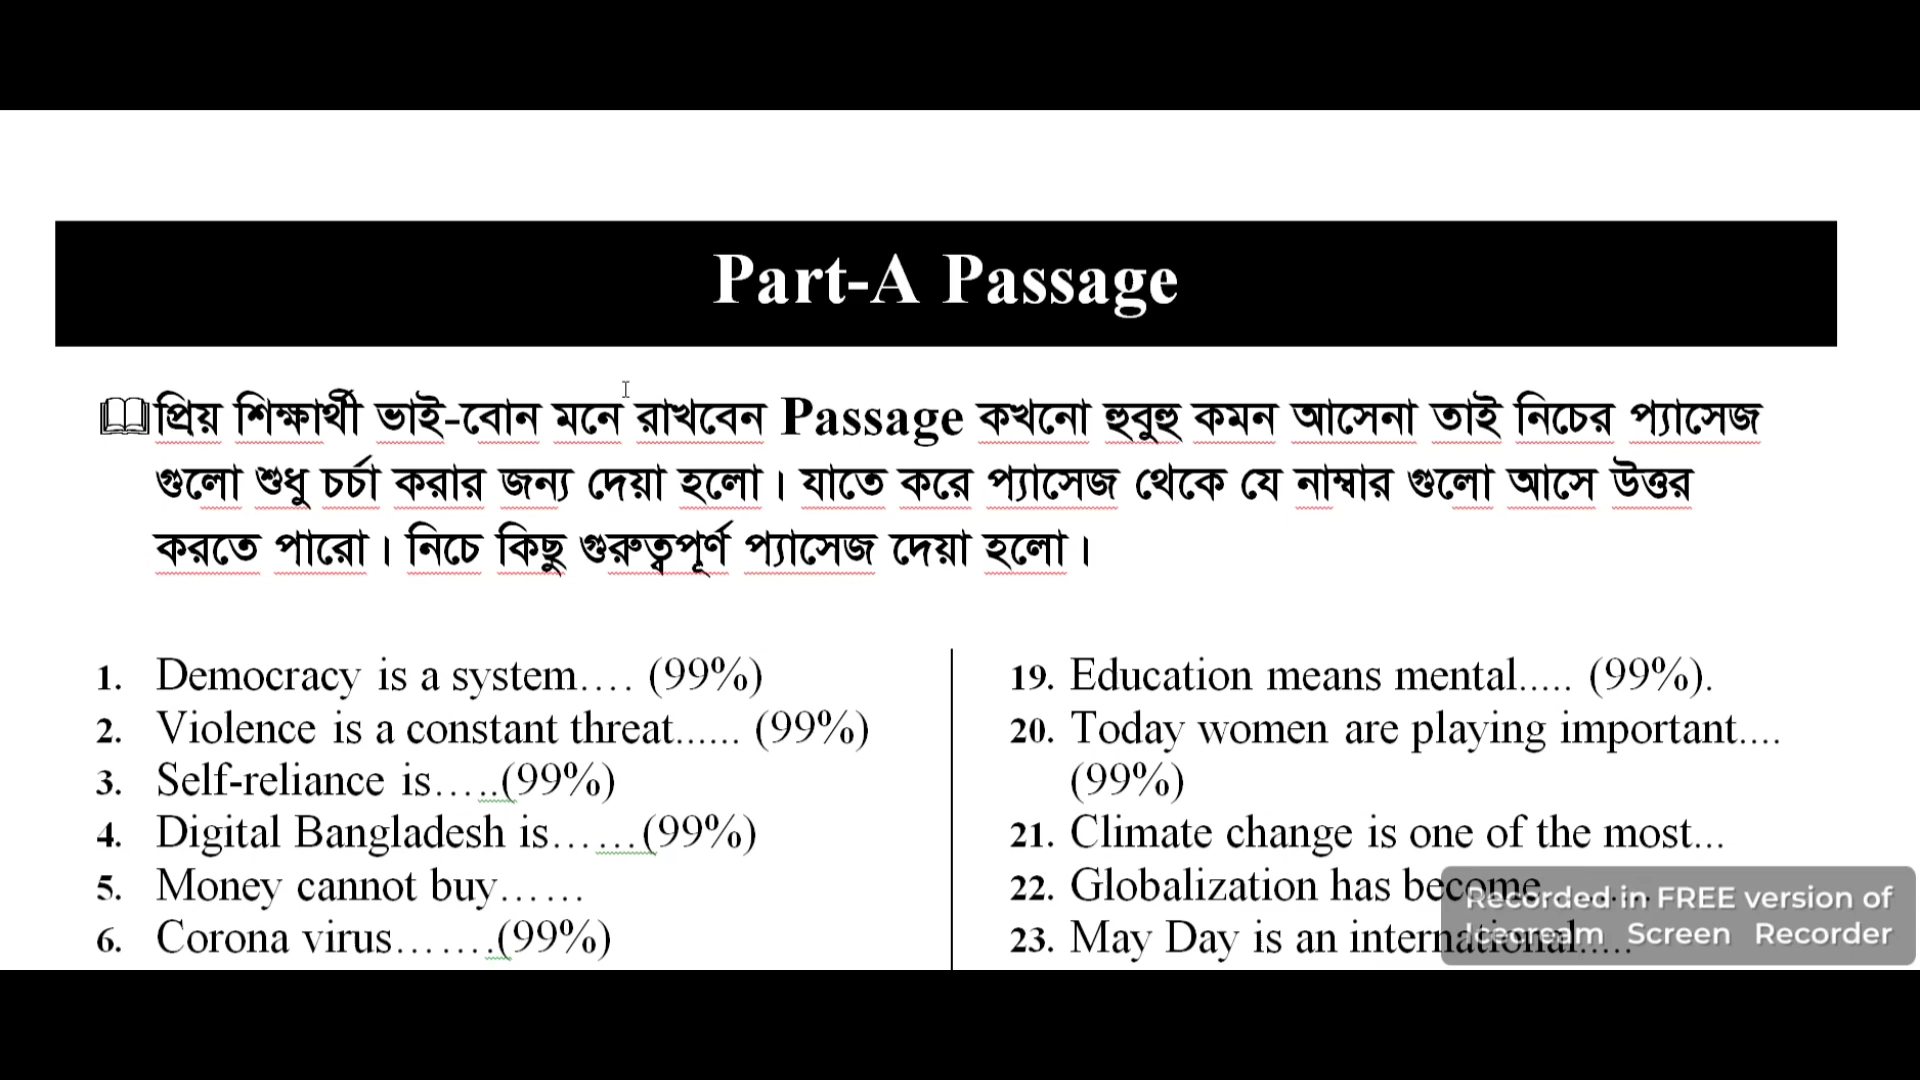 Part-A Passage
প্রিয় শিক্ষার্থী ভাই-বোন মনে রাখবেন Passage কখনো হুবুহু কমন আসেনা তাই নিচের প্যাসেজ
গুলো শুধু চর্চা করার জন্য দেয়া হলো। যাতে করে প্যাসেজ থেকে যে নাম্বার গুলো আসে উত্তর
করতে পারো। নিচে কিছু গুরুত্বপূর্ণ প্যাসেজ দেয়া হলো।
1. Democracy is a system.... (99%)
2. Violence is a constant threat...... (99%)
3. Self-reliance is.....(99%)
4. Digital Bangladesh is......(99%)
5. Money cannot buy......
6. Corona virus.......(99%)
19. Education means mental..... (99%).
20. Today women are playing important....
(99%)
21. Climate change is one of the most...
22. Globalization has become......
23. May Day is an international.....
Recorded in FREE version of
Icecream Screen Recorder